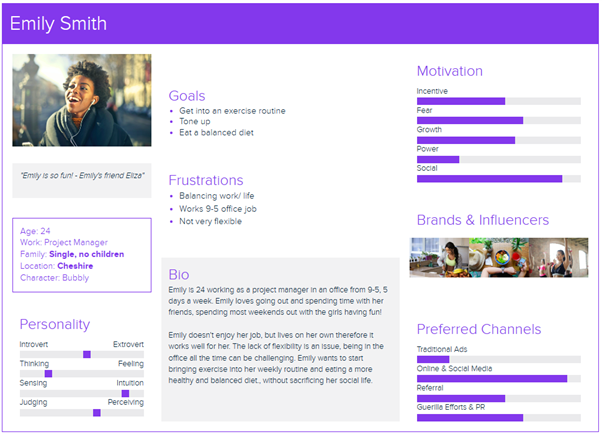 Emily Smith
"Emily is so fun! - Emily's friend Eliza"
Age: 24
Work: Project Manager
Family: Single, no children
Location: Cheshire
Character: Bubbly
Personality
Introvert Extrovert
Thinking Feeling
Sensing Intuition
Judging Perceiving
Goals
Get into an exercise routine
Tone up
Eat a balanced diet
Frustrations
Balancing work/ life
Works 9-5 office job
Not very flexible
Bio
Emily is 24 working as a project manager in an office from 9-5, 5
days a week. Emily loves going out and spending time with her
friends, spending most weekends out with the girls having fun!
Emily doesn't enjoy her job, but lives on her own therefore it
works well for her. The lack of flexibility is an issue, being in the
office all the time can be challenging. Emily wants to start
bringing exercise into her weekly routine and eating a more
healthy and balanced diet., without sacrificing her social life.
Motivation
Incentive
Fear
Growth
Power
Social
Brands & Influencers
Preferred Channels
Traditional Ads
Online & Social Media
Referral
Guerilla Efforts & PR